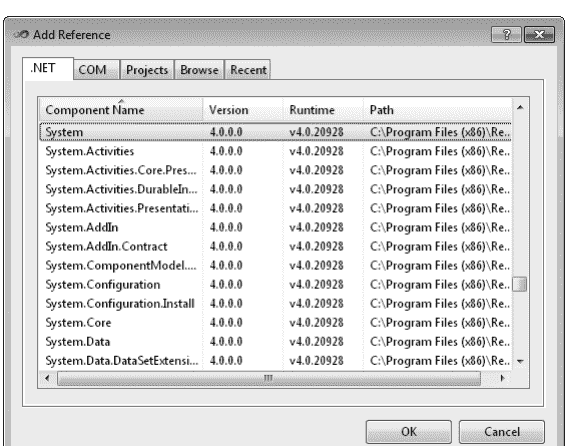 Add Reference
.NET COM Projects Browse Recent
Component Name Version Runtime Path
System 4.0.0.0 v4.0.20928 C:\Program Files (x86)\Re...
System.Activities 4.0.0.0 v4.0.20928 C:\Program Files (x86)\Re...
System.Activities.Core.Pres... 4.0.0.0 v4.0.20928 C:\Program Files (x86)\Re...
System.Activities.DurableIn... 4.0.0.0 v4.0.20928 C:\Program Files (x86)\Re...
System.Activities.Presentati... 4.0.0.0 v4.0.20928 C:\Program Files (x86)\Re...
System.AddIn 4.0.0.0 v4.0.20928 C:\Program Files (x86)\Re...
System.AddIn.Contract 4.0.0.0 v4.0.20928 C:\Program Files (x86)\Re...
System.ComponentModel.... 4.0.0.0 v4.0.20928 C:\Program Files (x86)\Re...
System.Configuration 4.0.0.0 v4.0.20928 C:\Program Files (x86)\Re...
System.Configuration.Install 4.0.0.0 v4.0.20928 C:\Program Files (x86)\Re...
System.Core 4.0.0.0 v4.0.20928 C:\Program Files (x86)\Re...
System.Data 4.0.0.0 v4.0.20928 C:\Program Files (x86)\Re...
System.Data.DataSetExtensi... 4.0.0.0 v4.0.20928 C:\Program Files (x86)\Re...
OK Cancel